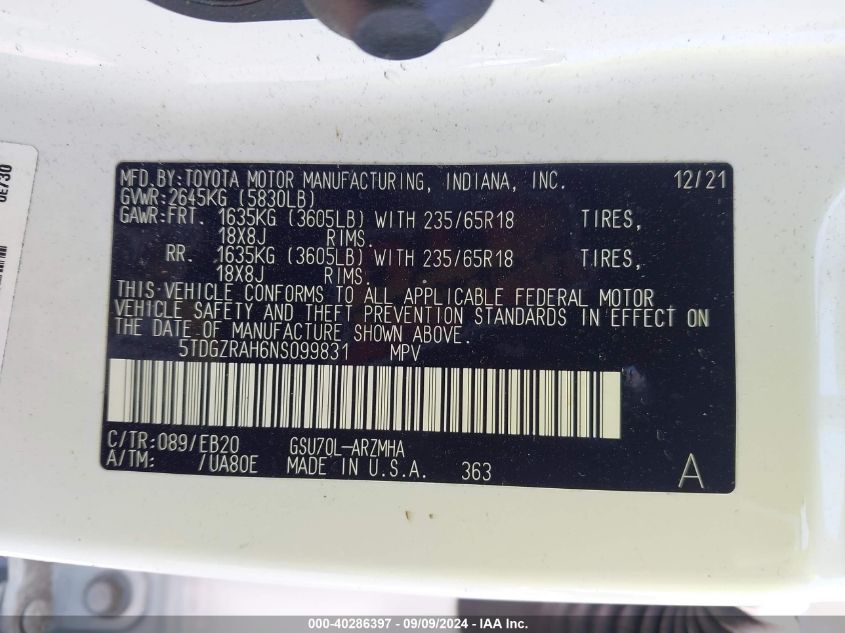 MFD.BY:TOYOTA MOTOR MANUFACTURING, INDIANA, INC. 12/21
GVWR:2645KG (5830LB)
GAWR:FRT. 1635KG (3605LB) WITH 235/65R18 TIRES,
18X8J RIMS.
RR. 1635KG (3605LB) WITH 235/65R18 TIRES,
18X8J RIMS.
THIS VEHICLE CONFORMS TO ALL APPLICABLE FEDERAL MOTOR
VEHICLE SAFETY AND THEFT PREVENTION STANDARDS IN EFFECT ON
THE DATE OF MANUFACTURE SHOWN ABOVE.
5TDGZRAH6NS099831 MPV
C/TR:089/EB20 GSU70L-ARZMHA
A/TM: /UA80E MADE IN U.S.A. 363 A
0E730
000-40286397 - 09/09/2024 - IAA Inc.